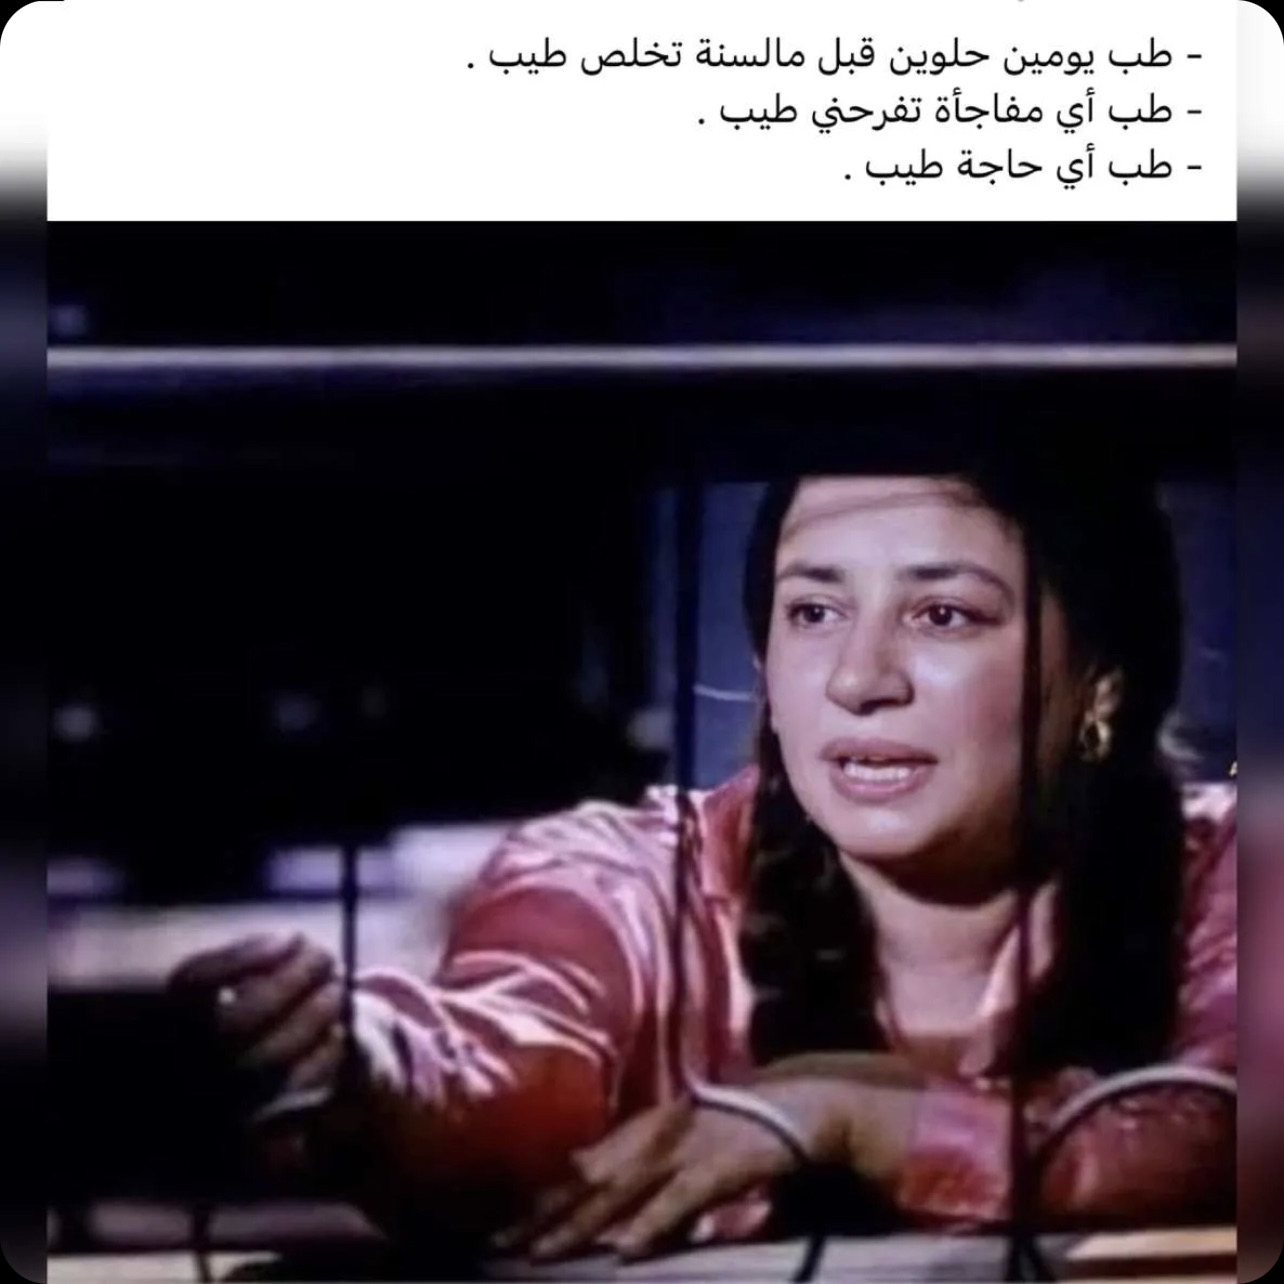 - طب يومين حلوين قبل مالسنة تخلص طيب .
- طب أي مفاجأة تفرحني طيب .
- طب أي حاجة طيب .